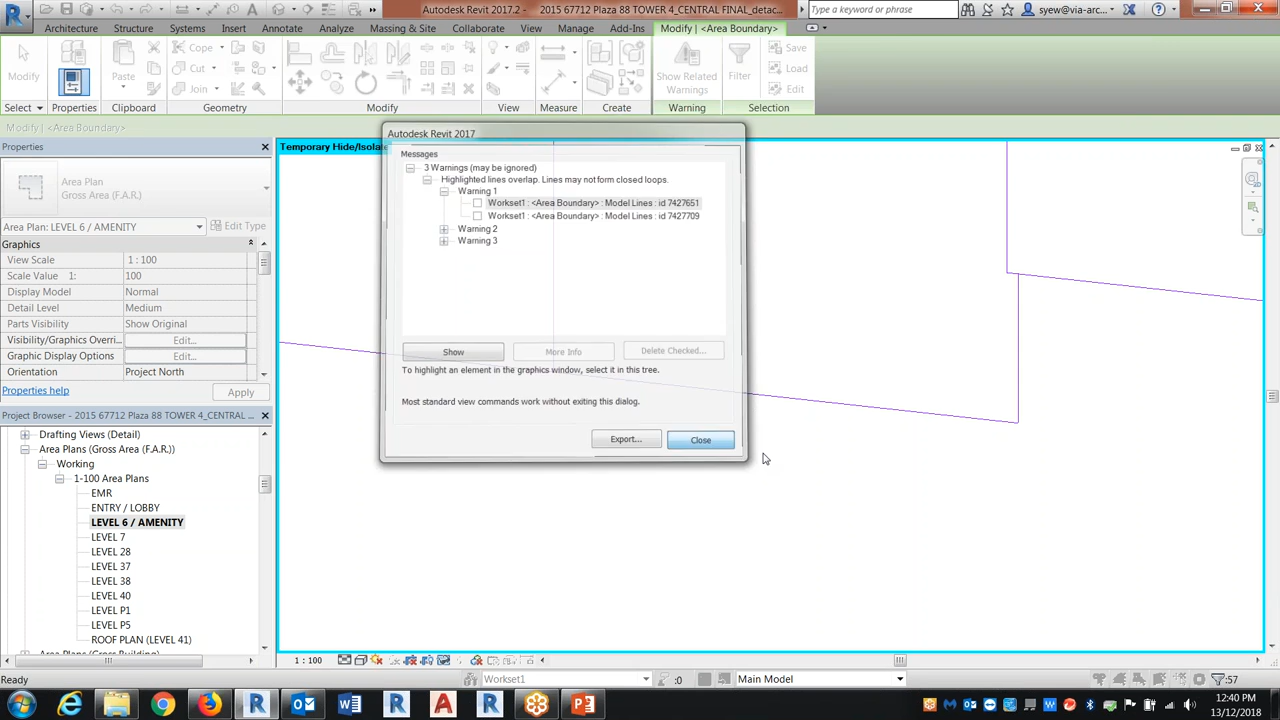 Autodesk Revit 2017.2 - 2015 67712 Plaza 88 TOWER 4_CENTRAL FINAL_detac...
Type a keyword or phrase
syew@via-arc...
Architecture Structure Systems Insert Annotate Analyze Massing & Site Collaborate View Manage Add-Ins Modify | <Area Boundary>
Cope
Cut
Join
Modify
Paste
Show Related Warnings
Filter
Save
Load
Edit
Select Properties Clipboard Geometry Modify View Measure Create Warning Selection
Modify | <Area Boundary>
Properties
Area Plan
Gross Area (F.A.R.)
Area Plan: LEVEL 6 / AMENITY
Edit Type
Graphics
View Scale 1 : 100
Scale Value 1: 100
Display Model Normal
Detail Level Medium
Parts Visibility Show Original
Visibility/Graphics Overri... Edit...
Graphic Display Options Edit...
Orientation Project North
Properties help
Apply
Project Browser - 2015 67712 Plaza 88 TOWER 4_CENTRAL ...
Drafting Views (Detail)
Area Plans (Gross Area (F.A.R.))
Working
1-100 Area Plans
EMR
ENTRY / LOBBY
LEVEL 6 / AMENITY
LEVEL 7
LEVEL 28
LEVEL 37
LEVEL 38
LEVEL 40
LEVEL P1
LEVEL P5
ROOF PLAN (LEVEL 41)
Temporary Hide/Isolate
Autodesk Revit 2017
Messages
3 Warnings (may be ignored)
Highlighted lines overlap. Lines may not form closed loops.
Warning 1
Workset1 : <Area Boundary> : Model Lines : id 7427651
Workset1 : <Area Boundary> : Model Lines : id 7427709
Warning 2
Warning 3
Show
More Info
Delete Checked...
To highlight an element in the graphics window, select it in this tree.
Most standard view commands work without exiting this dialog.
Export...
Close
1 : 100
Ready
Workset1
:0
Main Model
:57
12:40 PM
13/12/2018